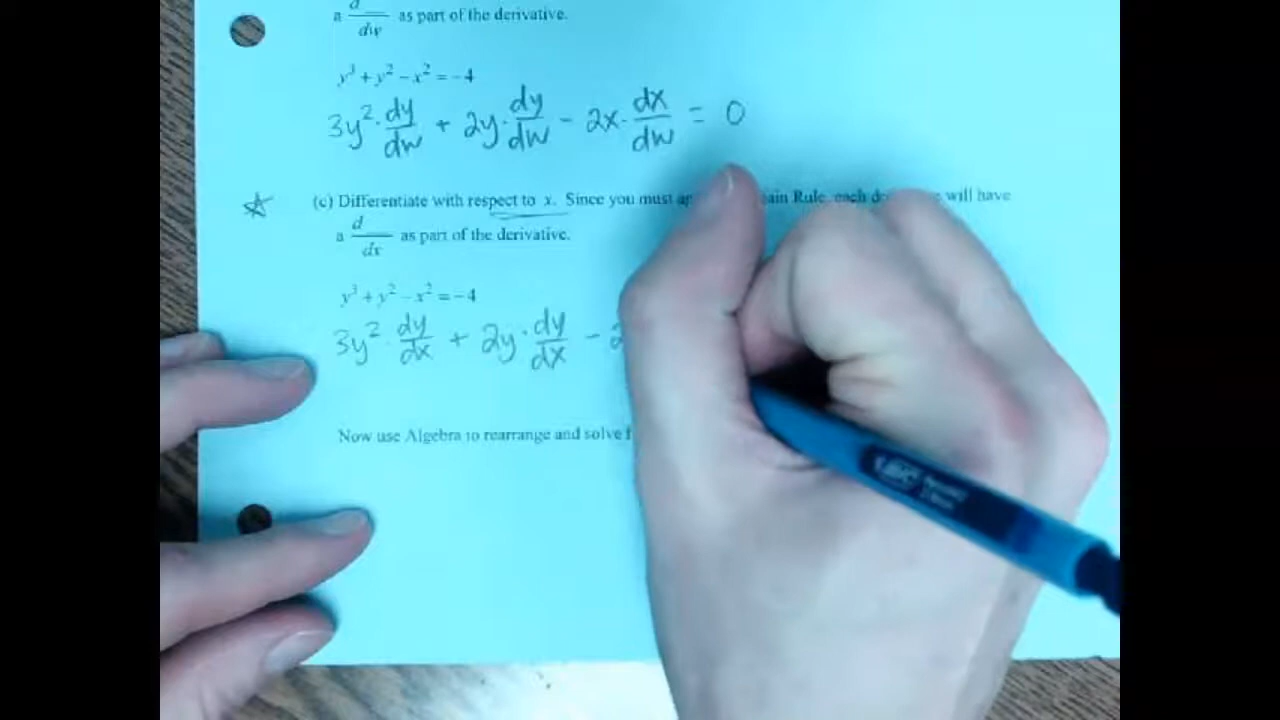 a d/dw as part of the derivative.
y³ + y² − x² = −4
3y² · dy/dw + 2y · dy/dw − 2x · dx/dw = 0
(c) Differentiate with respect to x. Since you must Rule, each will have
a d/dx as part of the derivative.
y³ + y² − x² = −4
3y² · dy/dx + 2y · dy/dx − 2
Now use Algebra to rearrange and solve
BIC